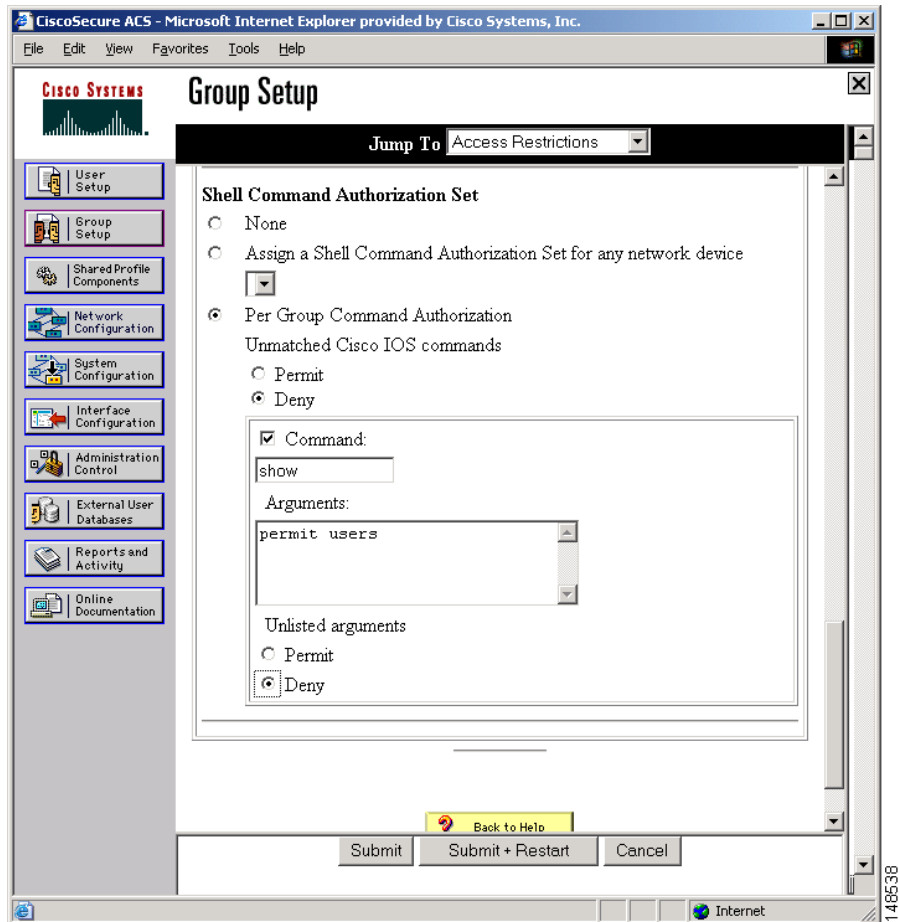 CiscoSecure ACS - Microsoft Internet Explorer provided by Cisco Systems, Inc.
File Edit View Favorites Tools Help
CISCO SYSTEMS
Group Setup
Jump To Access Restrictions
User Setup
Group Setup
Shared Profile Components
Network Configuration
System Configuration
Interface Configuration
Administration Control
External User Databases
Reports and Activity
Online Documentation
Shell Command Authorization Set
None
Assign a Shell Command Authorization Set for any network device
Per Group Command Authorization
Unmatched Cisco IOS commands
Permit
Deny
Command:
show
Arguments:
permit users
Unlisted arguments
Permit
Deny
Back to Help
Submit Submit + Restart Cancel
Internet
148538